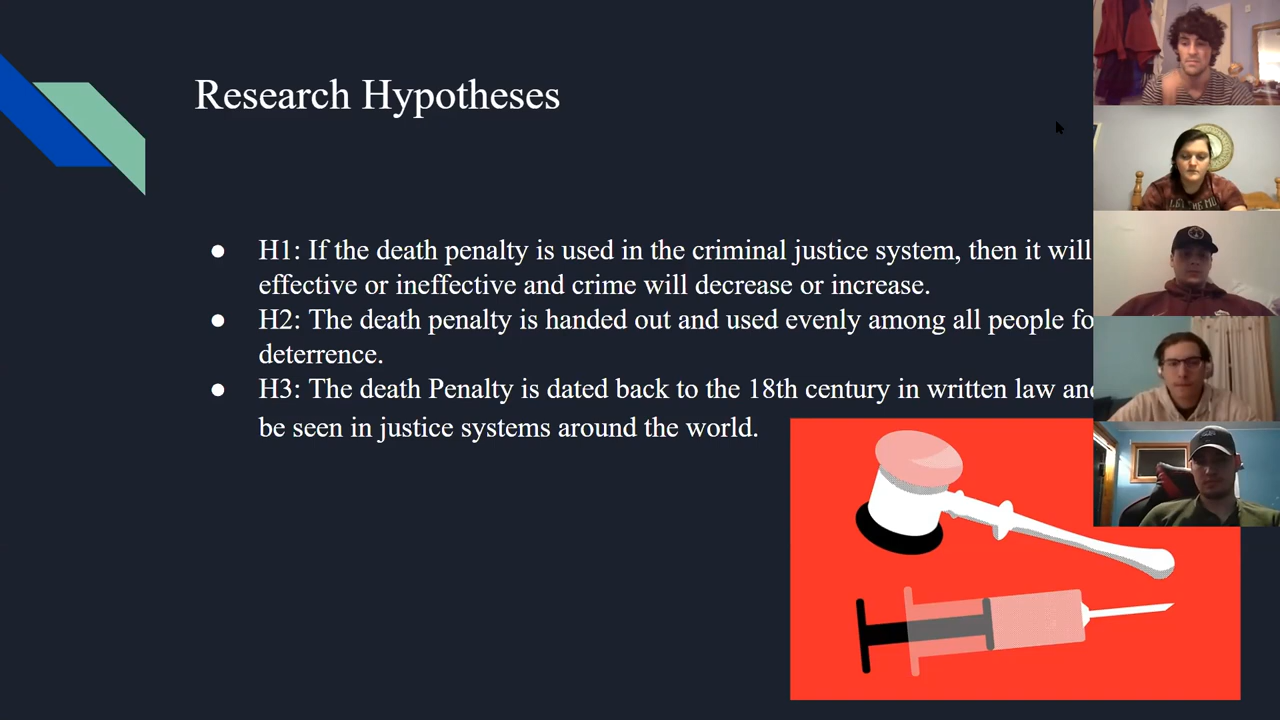 Research Hypotheses
● H1: If the death penalty is used in the criminal justice system, then it will
effective or ineffective and crime will decrease or increase.
● H2: The death penalty is handed out and used evenly among all people
deterrence.
● H3: The death Penalty is dated back to the 18th century in written law
be seen in justice systems around the world.